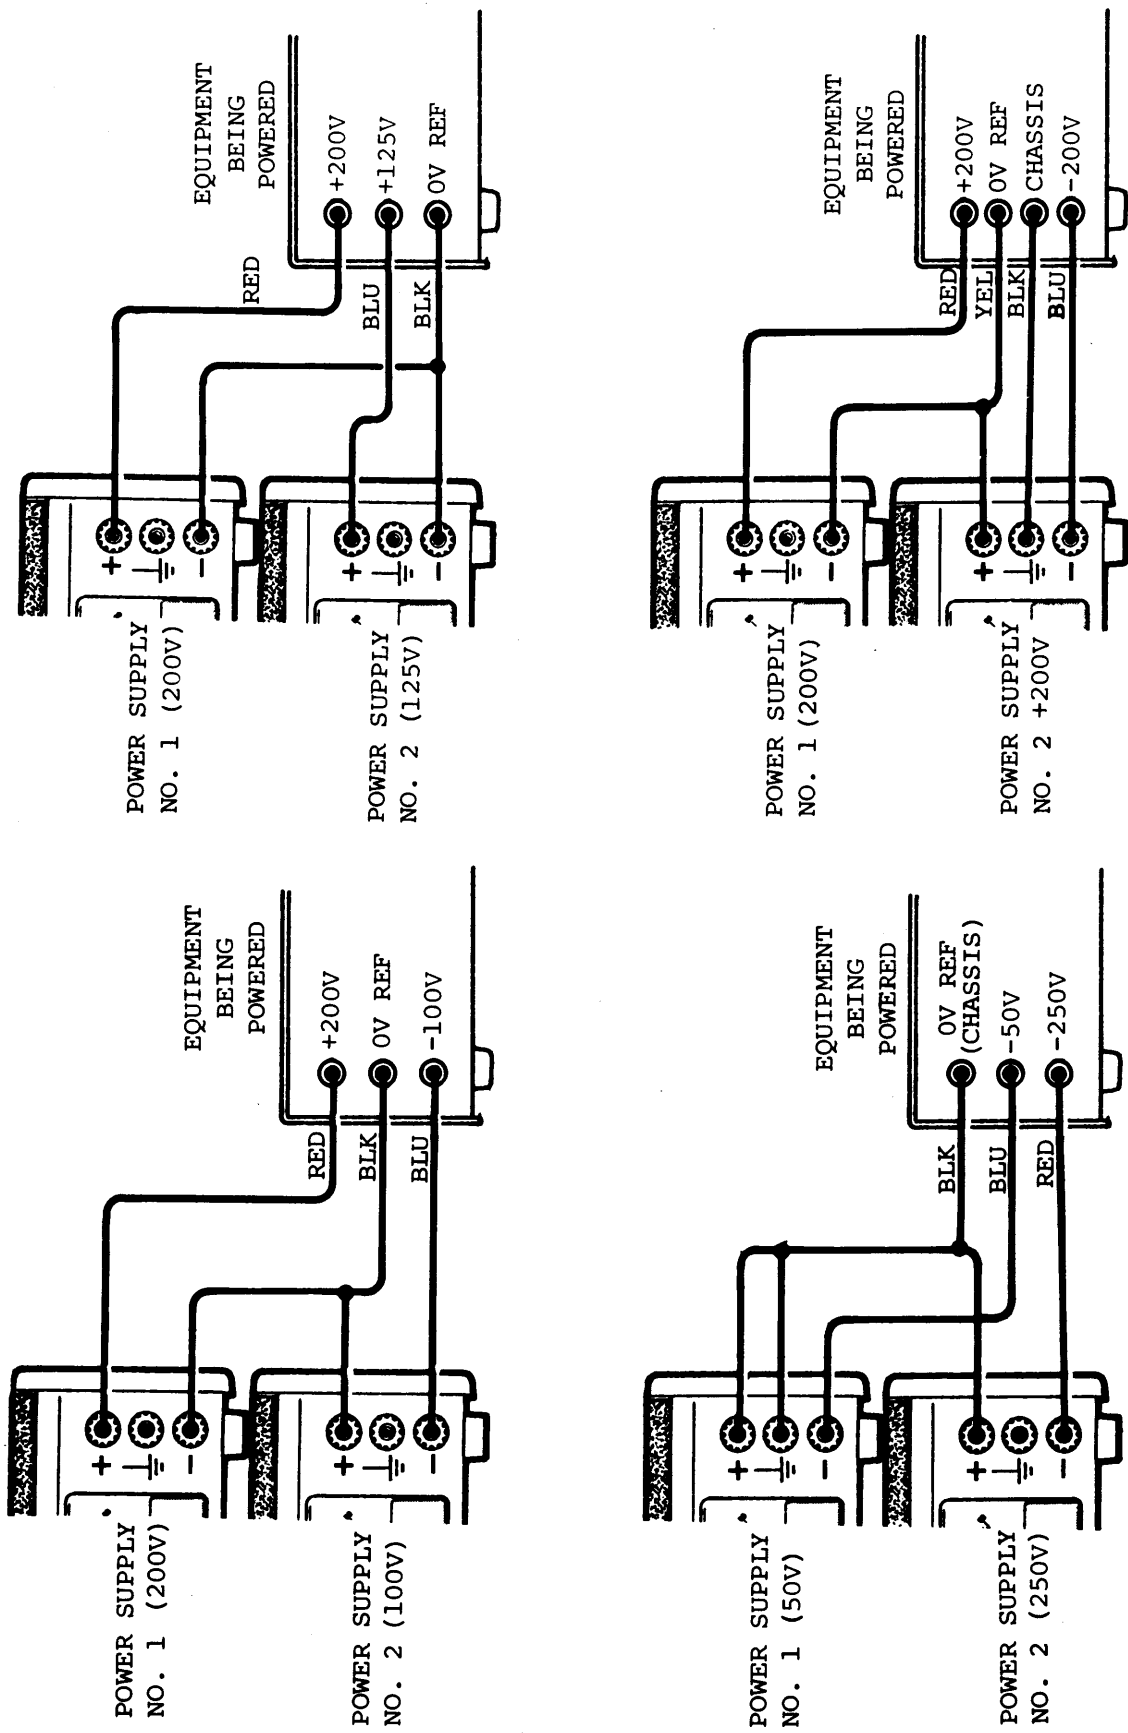 EQUIPMENT
BEING
POWERED
+200V
0V REF
-100V
RED
BLK
BLU
+
-
+
-
POWER SUPPLY
NO. 1 (200V)
POWER SUPPLY
NO. 2 (100V)
EQUIPMENT
BEING
POWERED
+200V
+125V
0V REF
RED
BLU
BLK
+
-
+
-
POWER SUPPLY
NO. 1 (200V)
POWER SUPPLY
NO. 2 (125V)
EQUIPMENT
BEING
POWERED
0V REF
(CHASSIS)
-50V
-250V
BLK
BLU
RED
+
-
+
-
POWER SUPPLY
NO. 1 (50V)
POWER SUPPLY
NO. 2 (250V)
EQUIPMENT
BEING
POWERED
+200V
0V REF
CHASSIS
-200V
RED
YEL
BLK
BLU
+
-
+
-
POWER SUPPLY
NO. 1 (200V)
POWER SUPPLY
NO. 2 +200V